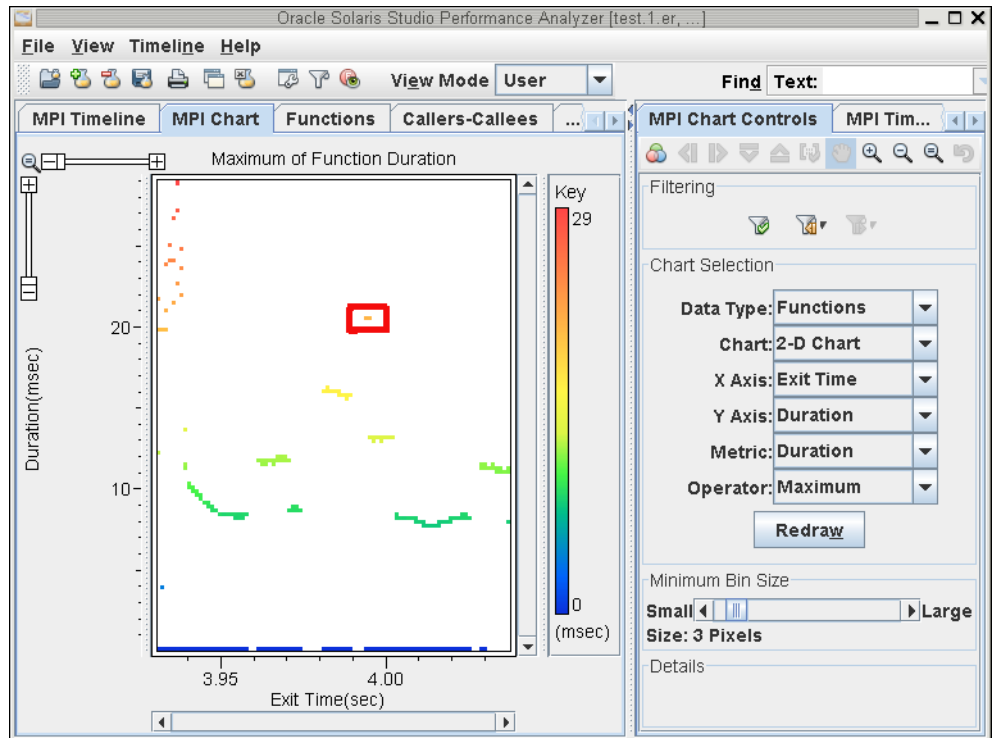 Oracle Solaris Studio Performance Analyzer [test.1.er, ...]
File View Timeline Help
View Mode User Find Text:
MPI Timeline MPI Chart Functions Callers-Callees ...
MPI Chart Controls MPI Tim...
Maximum of Function Duration
Key
29
0
(msec)
20
10
Duration(msec)
3.95 4.00
Exit Time(sec)
Filtering
Chart Selection
Data Type: Functions
Chart: 2-D Chart
X Axis: Exit Time
Y Axis: Duration
Metric: Duration
Operator: Maximum
Redraw
Minimum Bin Size
Small Large
Size: 3 Pixels
Details